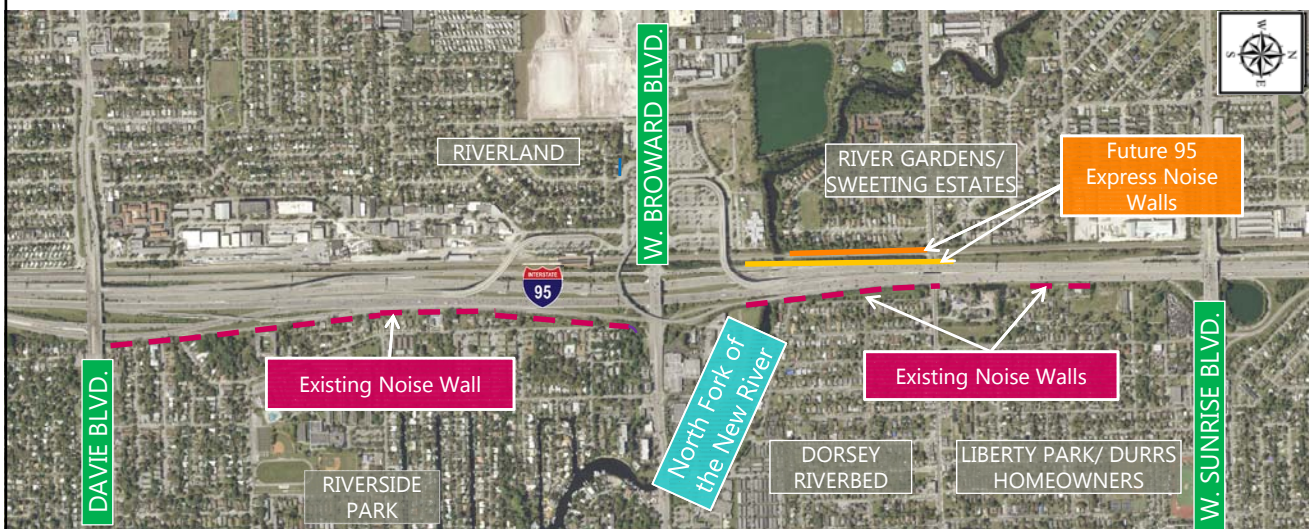 DAVIE BLVD.
RIVERLAND
W. BROWARD BLVD.
RIVER GARDENS/
SWEETING ESTATES
Future 95
Express Noise
Walls
W
S
N
E
INTERSTATE
95
Existing Noise Wall
RIVERSIDE
PARK
North Fork of
the New River
Existing Noise Walls
DORSEY
RIVERBED
LIBERTY PARK/ DURRS
HOMEOWNERS
W. SUNRISE BLVD.